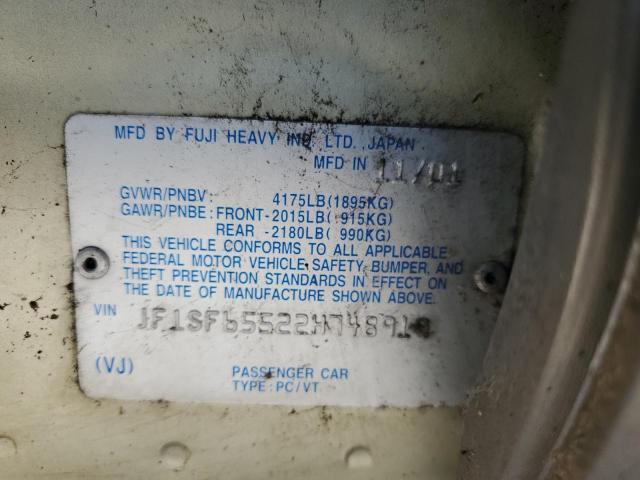 MFD BY FUJI HEAVY IND. LTD., JAPAN
MFD IN 11/01
GVWR/PNBV: 4175LB(1895KG)
GAWR/PNBE: FRONT-2015LB( 915KG)
REAR -2180LB( 990KG)
THIS VEHICLE CONFORMS TO ALL APPLICABLE
FEDERAL MOTOR VEHICLE SAFETY, BUMPER, AND
THEFT PREVENTION STANDARDS IN EFFECT ON
THE DATE OF MANUFACTURE SHOWN ABOVE.
VIN
(VJ) PASSENGER CAR
TYPE: PC/VT